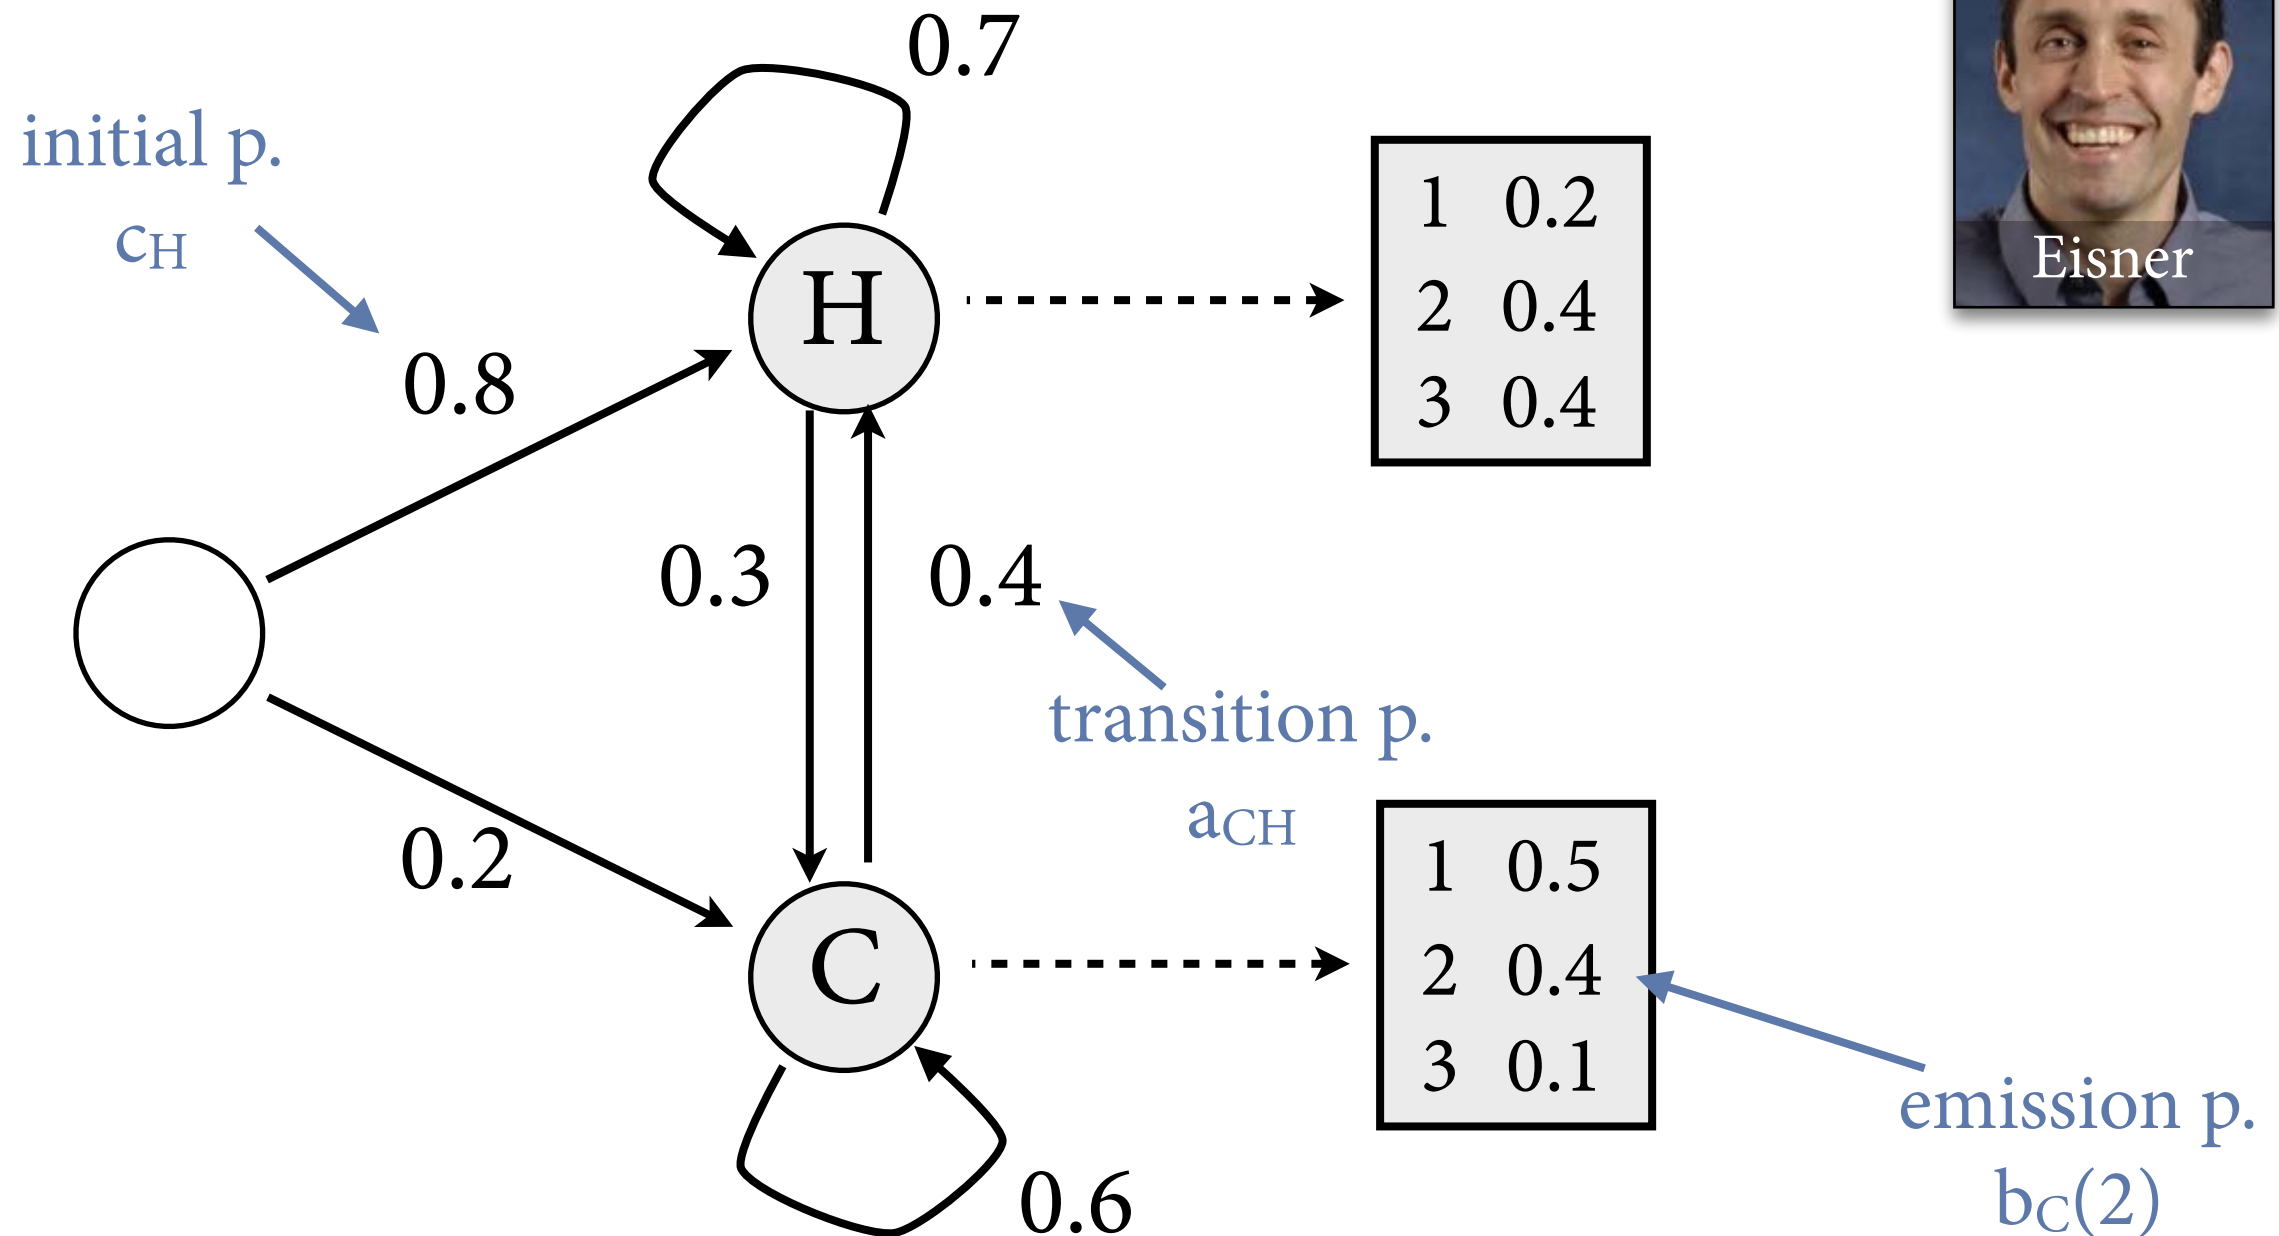 0.7
initial p.
cH
0.8
H
1 0.2
2 0.4
3 0.4
Eisner
0.3
0.4
transition p.
aCH
0.2
C
1 0.5
2 0.4
3 0.1
emission p.
bC(2)
0.6